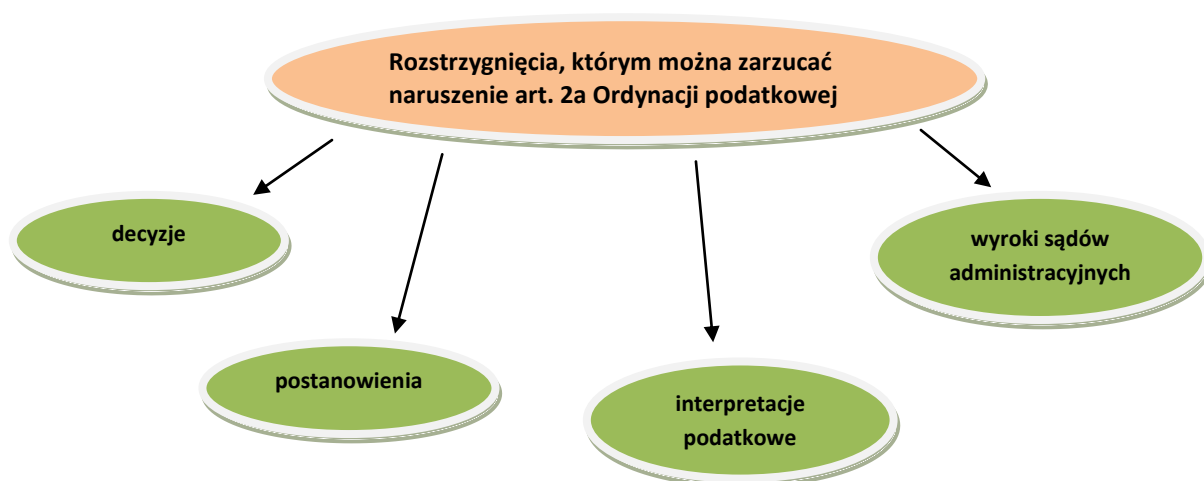 Rozstrzygnięcia, którym można zarzucać
naruszenie art. 2a Ordynacji podatkowej
decyzje
wyroki sądów
administracyjnych
postanowienia
interpretacje
podatkowe